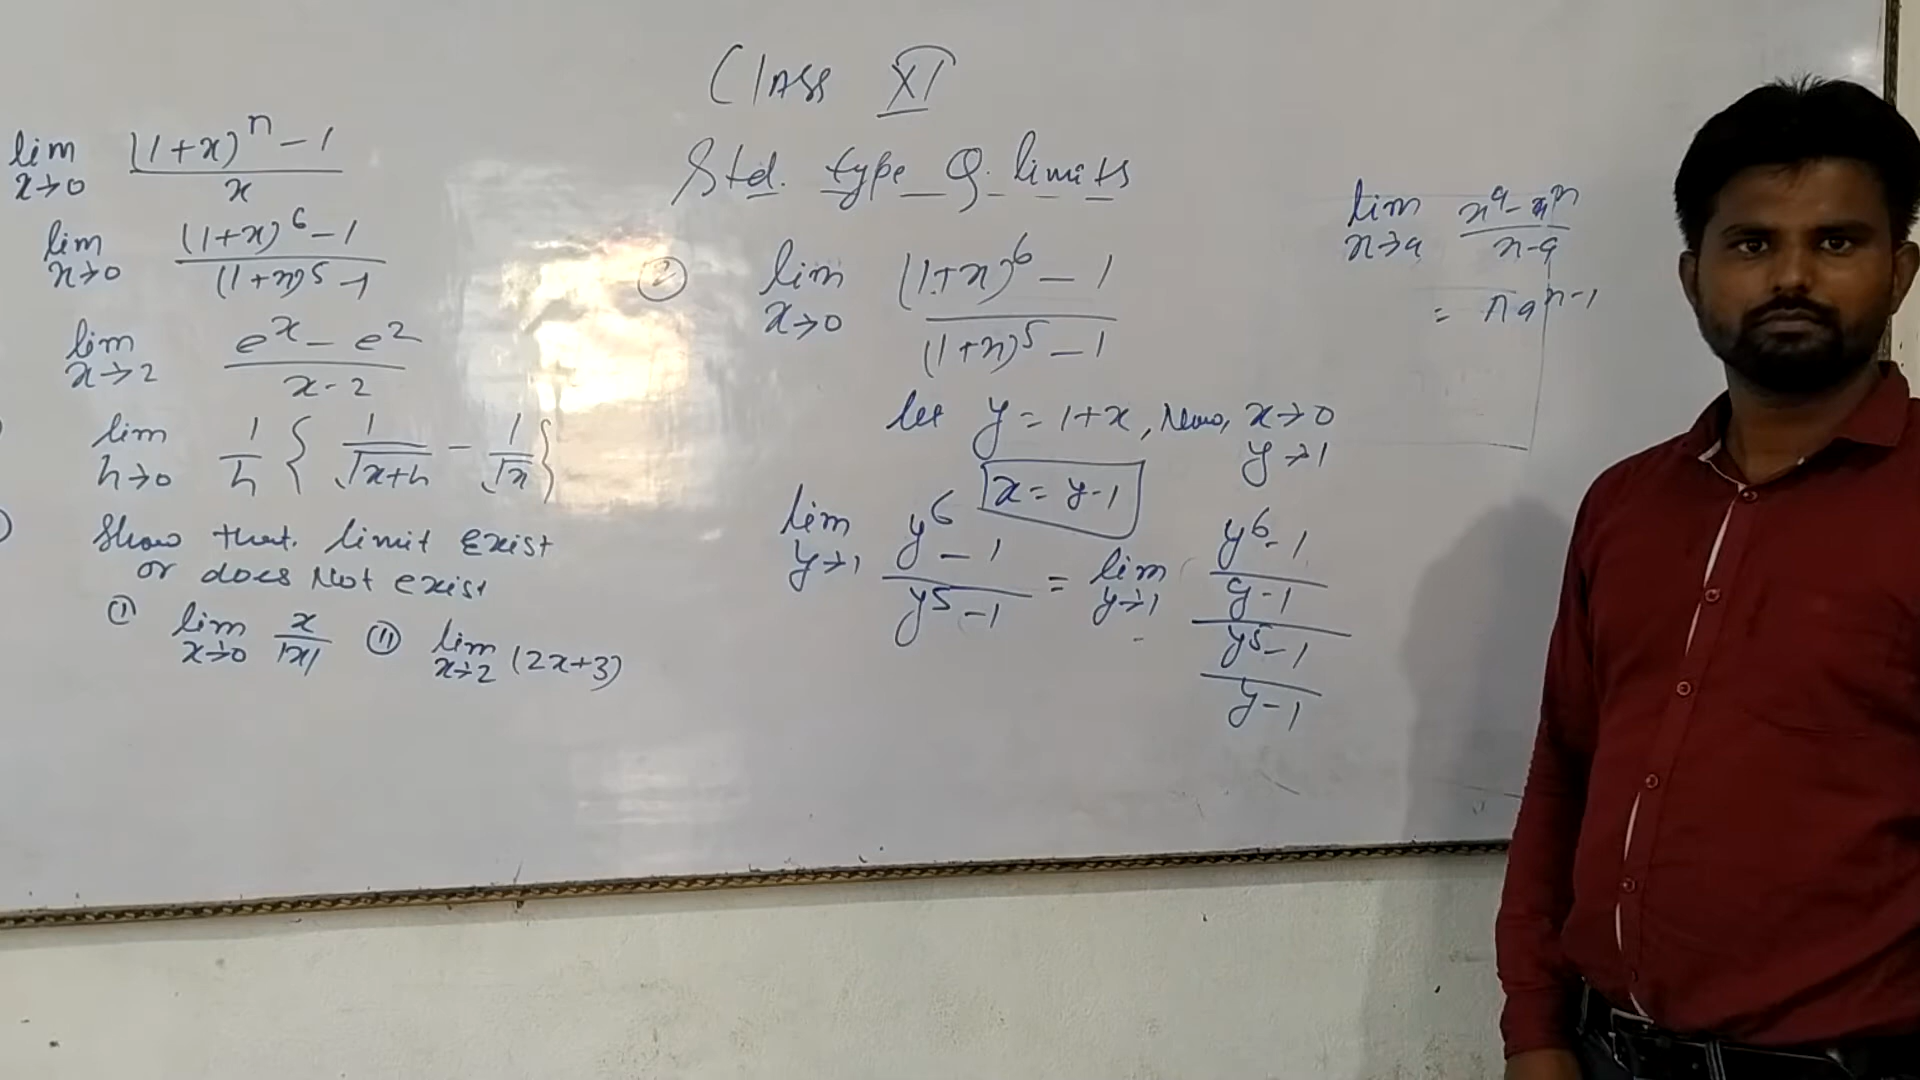 Class XI
Std. type Q. limits
lim x→0 ((1+x)^n - 1)/x
lim x→0 ((1+x)^6 - 1)/((1+x)^5 - 1)
lim x→2 (e^x - e^2)/(x - 2)
lim h→0 1/h { 1/√(x+h) - 1/√x }
Show that. limit Exist
or does Not exist
(i) lim x→0 x/|x| (ii) lim x→2 (2x+3)
(2) lim x→0 ((1+x)^6 - 1)/((1+x)^5 - 1)
let y = 1+x, Now, x→0
y→1
x = y-1
lim y→1 (y^6 - 1)/(y^5 - 1) = lim y→1 ((y^6 - 1)/(y - 1))/((y^5 - 1)/(y - 1))
lim x→a
x-a
= na^n-1